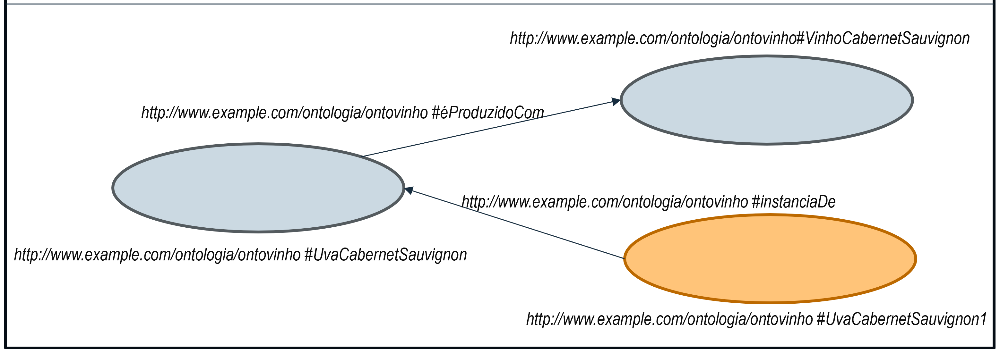 http://www.example.com/ontologia/ontovinho#VinhoCabernetSauvignon
http://www.example.com/ontologia/ontovinho #éProduzidoCom
http://www.example.com/ontologia/ontovinho #instanciaDe
http://www.example.com/ontologia/ontovinho #UvaCabernetSauvignon
http://www.example.com/ontologia/ontovinho #UvaCabernetSauvignon1